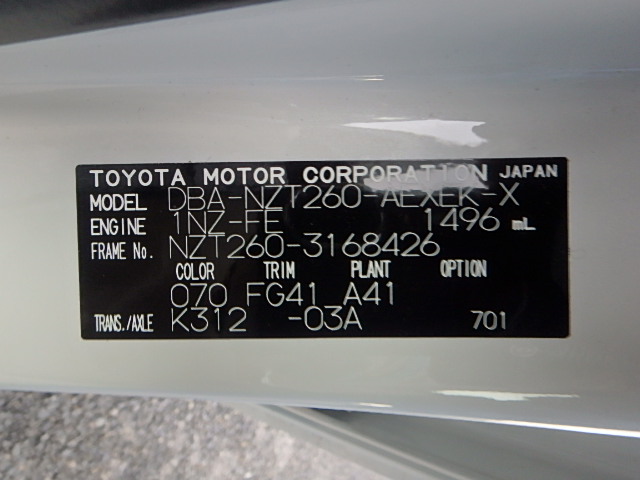 TOYOTA MOTOR CORPORATION JAPAN
MODEL DBA-NZT260-AEXEK-X
ENGINE 1NZ-FE 1496 mL
FRAME No. NZT260-3168426
COLOR TRIM PLANT OPTION
070 FG41 A41
TRANS./AXLE K312 -03A 701